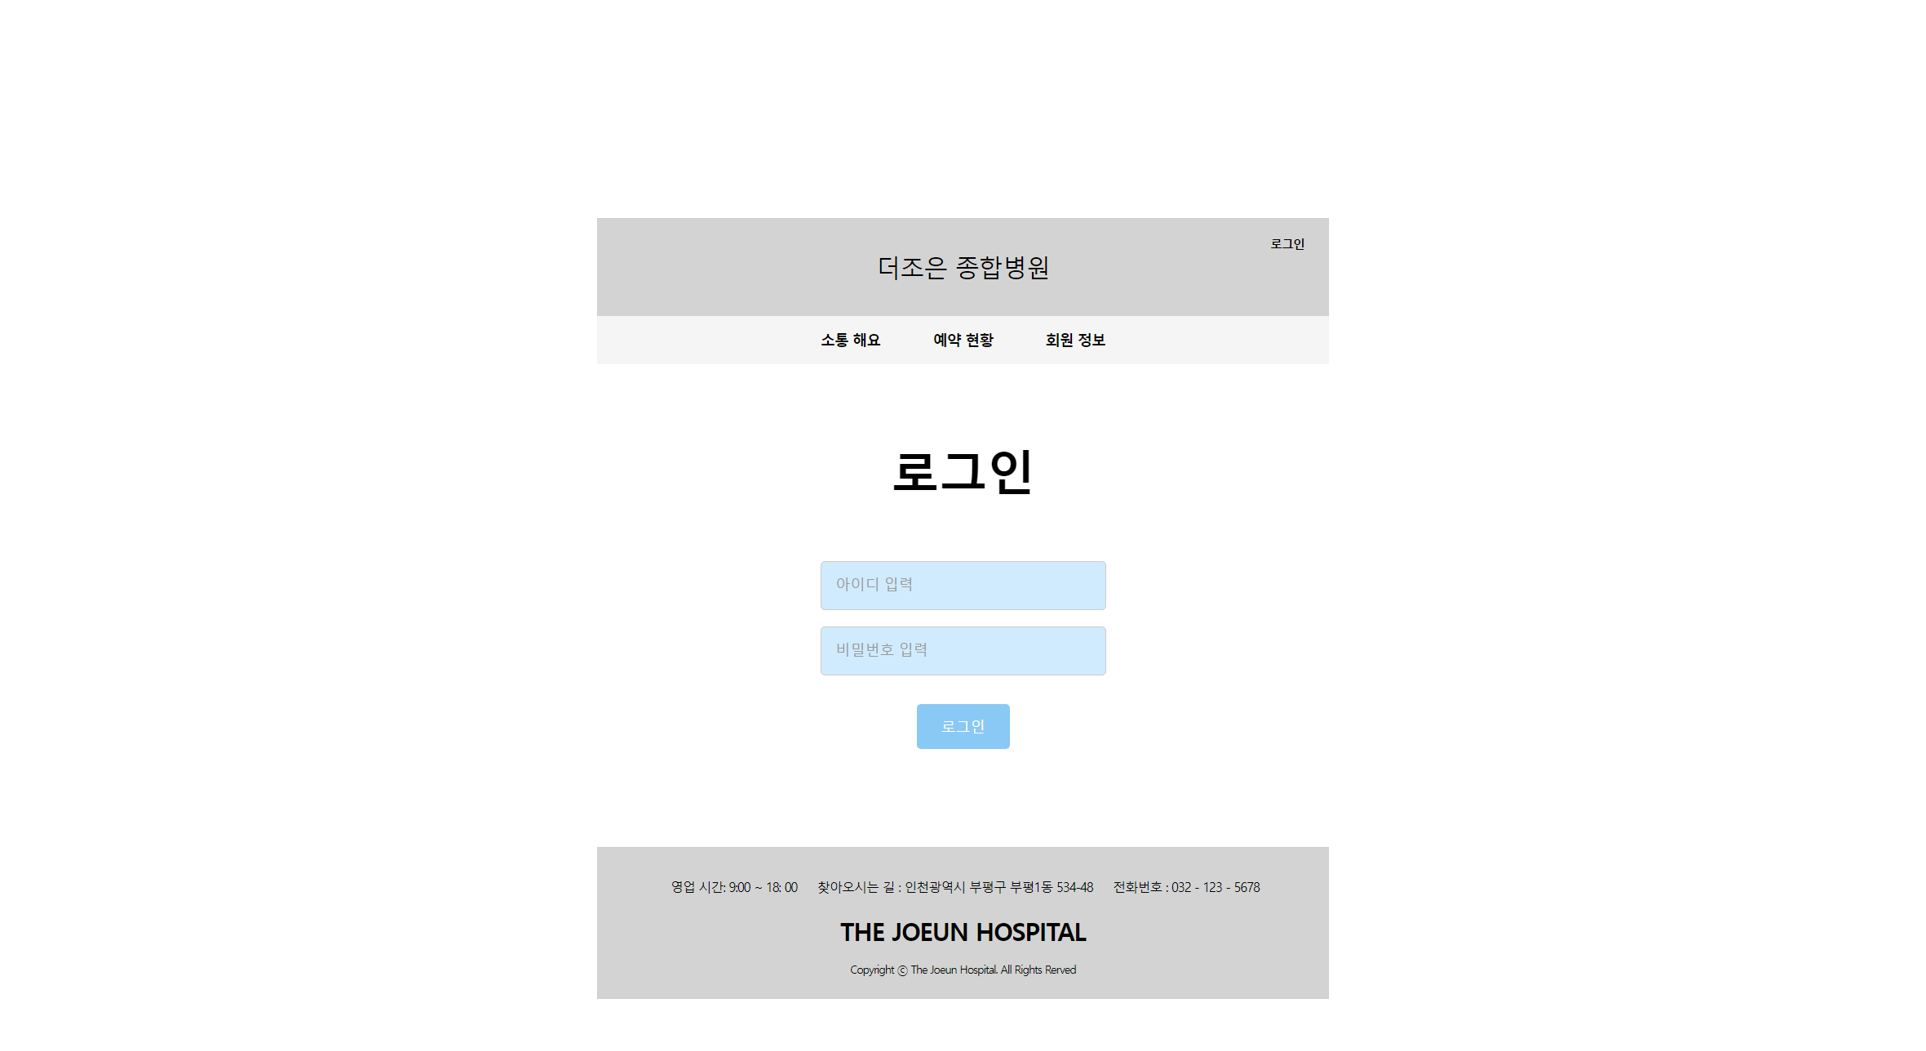 로그인
더조은 종합병원
소통 해요 예약 현황 회원 정보
로그인
아이디 입력
비밀번호 입력
로그인
영업 시간: 9:00 ~ 18: 00 찾아오시는 길 : 인천광역시 부평구 부평1동 534-48 전화번호 : 032 - 123 - 5678
THE JOEUN HOSPITAL
Copyright ⓒ The Joeun Hospital. All Rights Rerved